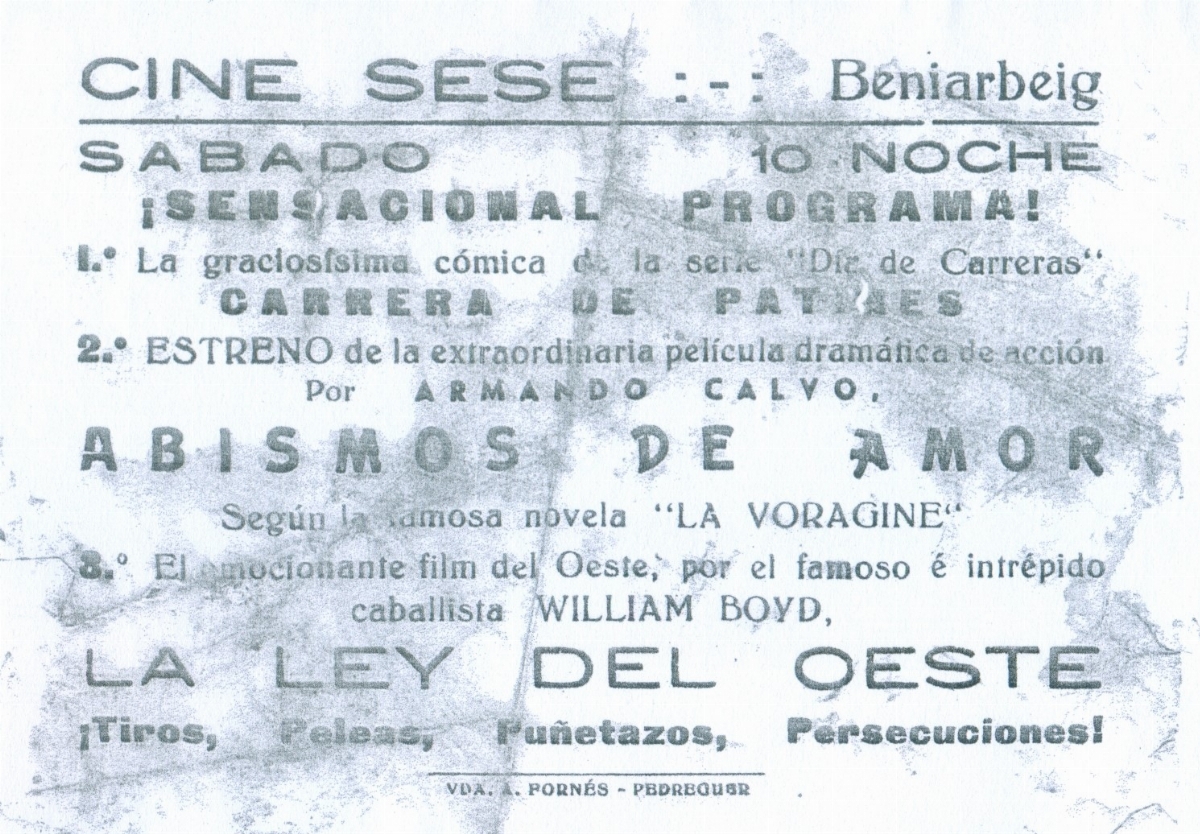 CINE SESE :-: Beniarbeig
SABADO 10 NOCHE
¡SENSACIONAL PROGRAMA!
1.º La graciosísima cómica de la serie "Día de Carreras"
CARRERA DE PATINES
2.º ESTRENO de la extraordinaria película dramática de acción
Por ARMANDO CALVO,
ABISMOS DE AMOR
Según la famosa novela "LA VORAGINE"
3.º El emocionante film del Oeste, por el famoso é intrépido
caballista WILLIAM BOYD,
LA LEY DEL OESTE
¡Tiros, Peleas, Puñetazos, Persecuciones!
VDA. A. FORNÉS - PEDREGUER